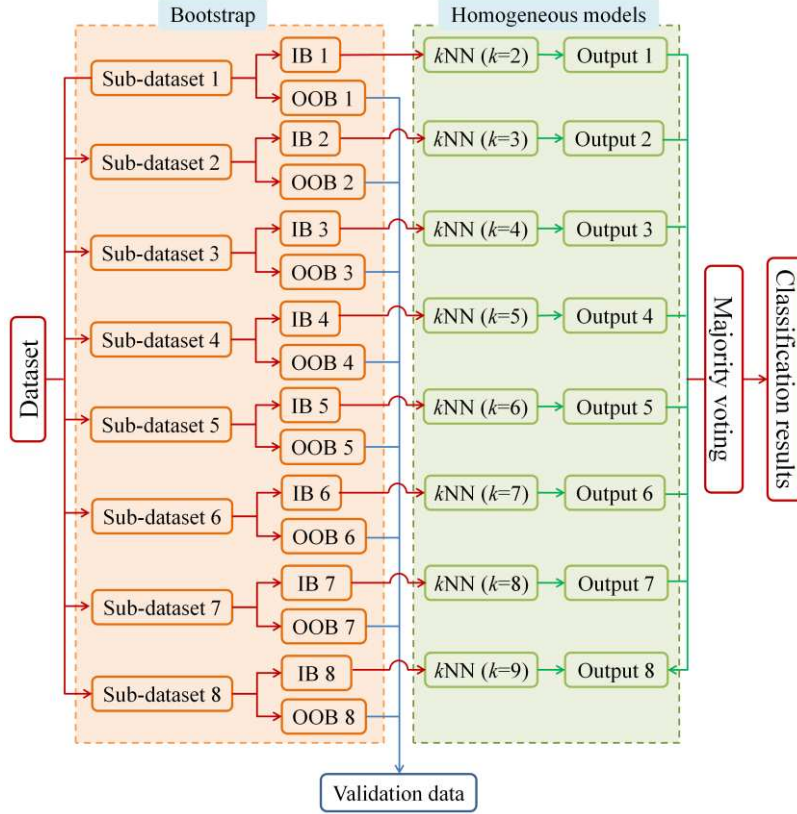 Bootstrap
Homogeneous models
Dataset
Sub-dataset 1
IB 1
OOB 1
kNN (k=2)
Output 1
Sub-dataset 2
IB 2
OOB 2
kNN (k=3)
Output 2
Sub-dataset 3
IB 3
OOB 3
kNN (k=4)
Output 3
Sub-dataset 4
IB 4
OOB 4
kNN (k=5)
Output 4
Sub-dataset 5
IB 5
OOB 5
kNN (k=6)
Output 5
Sub-dataset 6
IB 6
OOB 6
kNN (k=7)
Output 6
Sub-dataset 7
IB 7
OOB 7
kNN (k=8)
Output 7
Sub-dataset 8
IB 8
OOB 8
kNN (k=9)
Output 8
Majority voting
Classification results
Validation data